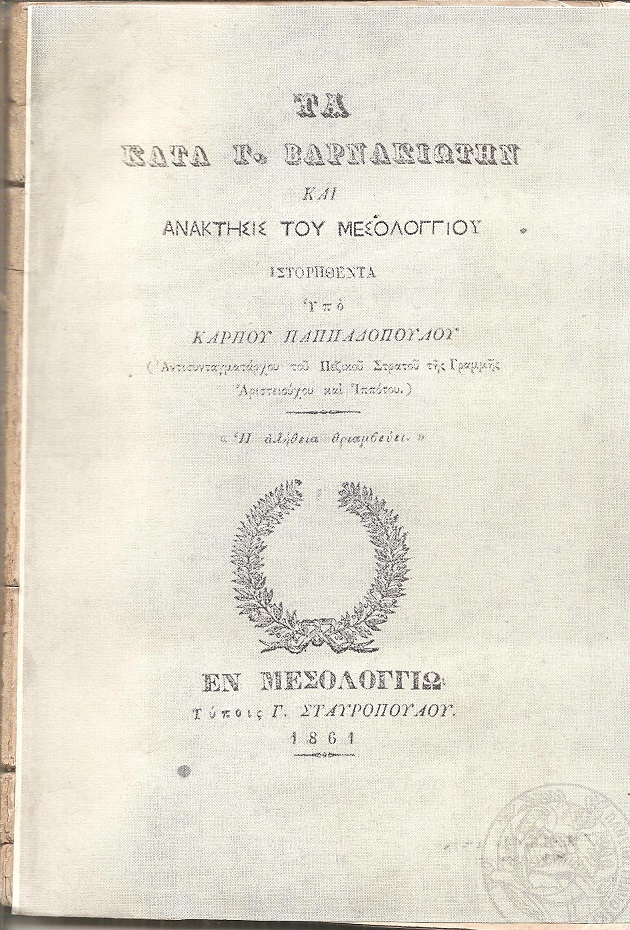 ΤΑ
ΚΑΤΑ Γ. ΒΑΡΝΑΚΙΩΤΗΝ
ΚΑΙ
ΑΝΑΚΤΗΣΙΣ ΤΟΥ ΜΕΣΟΛΟΓΓΙΟΥ
ΙΣΤΟΡΗΘΕΝΤΑ
Ὑπὸ
ΚΑΡΠΟΥ ΠΑΠΠΑΔΟΠΟΥΛΟΥ
(Ἀντισυνταγματάρχου τοῦ Πεζικοῦ Στρατοῦ τῆς Γραμμῆς
Ἀριστειούχου καὶ Ἱππότου.)
« Ἡ ἀλήθεια θριαμβεύει. »
ΕΝ ΜΕΣΟΛΟΓΓΙΩ.
Τύποις Γ. ΣΤΑΥΡΟΠΟΥΛΟΥ.
1861